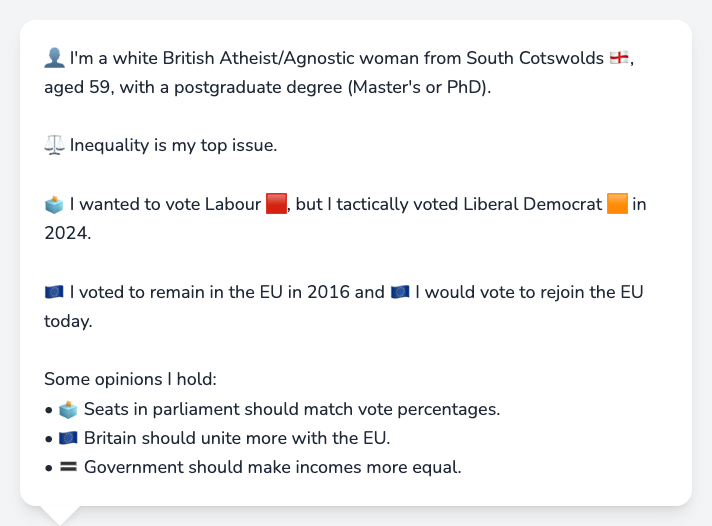 👤 I'm a white British Atheist/Agnostic woman from South Cotswolds 🏴󠁧󠁢󠁥󠁮󠁧󠁿,
aged 59, with a postgraduate degree (Master's or PhD).
⚖️ Inequality is my top issue.
🗳️ I wanted to vote Labour 🟥, but I tactically voted Liberal Democrat 🟧 in
2024.
🇪🇺 I voted to remain in the EU in 2016 and 🇪🇺 I would vote to rejoin the EU
today.
Some opinions I hold:
• 🗳️ Seats in parliament should match vote percentages.
• 🇪🇺 Britain should unite more with the EU.
• 🟰 Government should make incomes more equal.